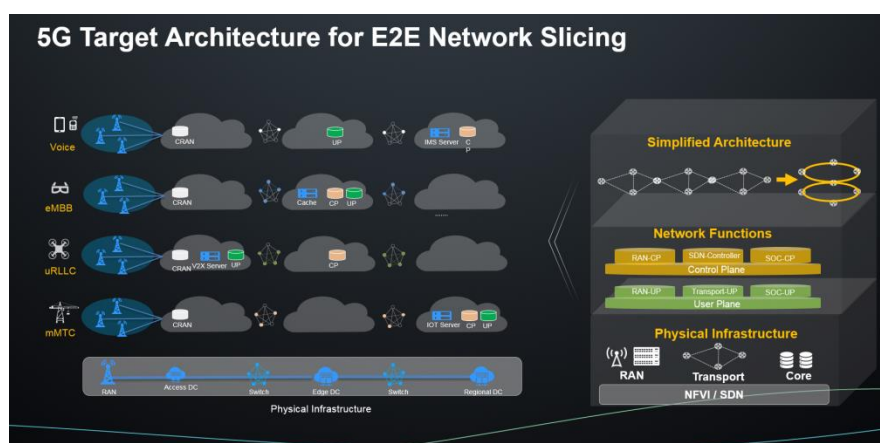 5G Target Architecture for E2E Network Slicing
Voice
CRAN
UP
IMS Server
C
P
eMBB
CRAN
Cache
CP
UP
......
uRLLC
CRAN
V2X Server
UP
CP
mMTC
CRAN
IOT Server
CP
UP
RAN
Access DC
Switch
Edge DC
Switch
Regional DC
Physical Infrastructure
Simplified Architecture
Network Functions
RAN-CP
SDN-Controller
SOC-CP
Control Plane
RAN-UP
Transport-UP
SOC-UP
User Plane
Physical Infrastructure
RAN
Transport
Core
NFVI / SDN